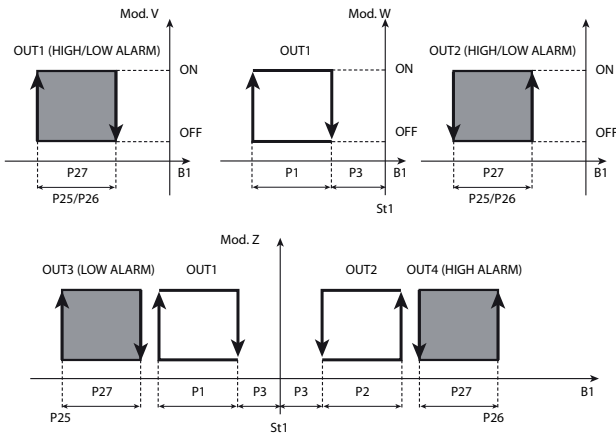 Mod. V
Mod. W
OUT1 (HIGH/LOW ALARM)
OUT1
OUT2 (HIGH/LOW ALARM)
ON
ON
ON
OFF
OFF
OFF
P27
B1
P1
P3
B1
P27
B1
P25/P26
St1
P25/P26
Mod. Z
OUT3 (LOW ALARM)
OUT1
OUT2
OUT4 (HIGH ALARM)
P27
P1
P3
P3
P2
P27
B1
P25
St1
P26